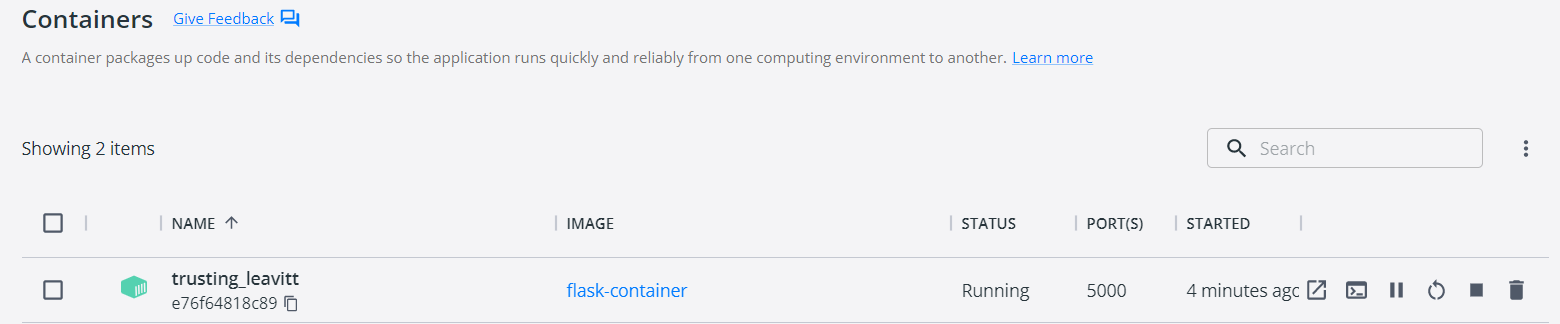 Containers Give Feedback
A container packages up code and its dependencies so the application runs quickly and reliably from one computing environment to another. Learn more
Showing 2 items
Search
NAME IMAGE STATUS PORT(S) STARTED
trusting_leavitt
e76f64818c89
flask-container Running 5000 4 minutes agc